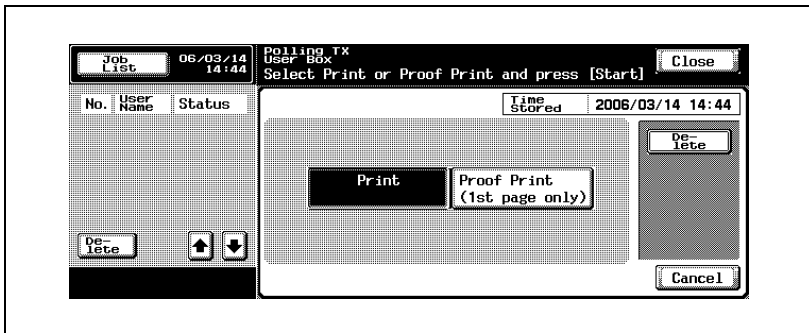 Job
List
06/03/14
14:44
Polling TX
User Box
Select Print or Proof Print and press [Start]
Close
No. User Name Status
Time
Stored
2006/03/14 14:44
De-
lete
Print
Proof Print
(1st page only)
De-
lete
Cancel